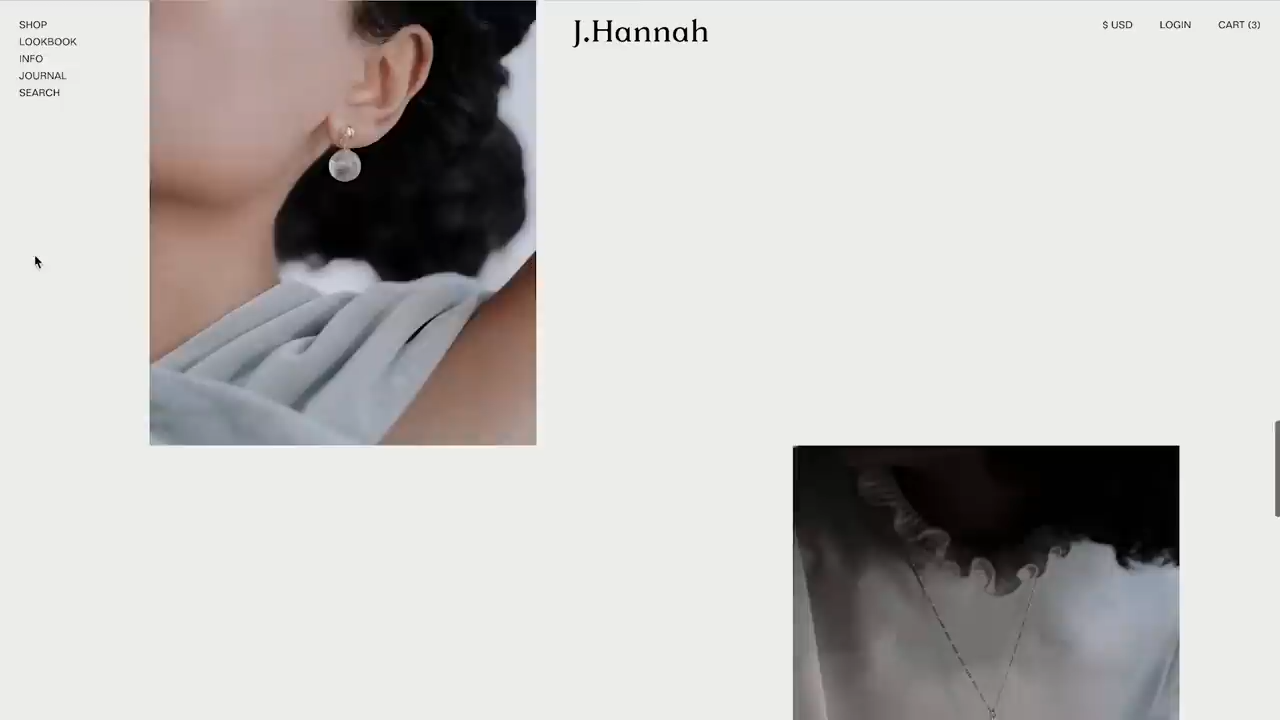 SHOP
LOOKBOOK
INFO
JOURNAL
SEARCH
J.Hannah
$ USD LOGIN CART (3)